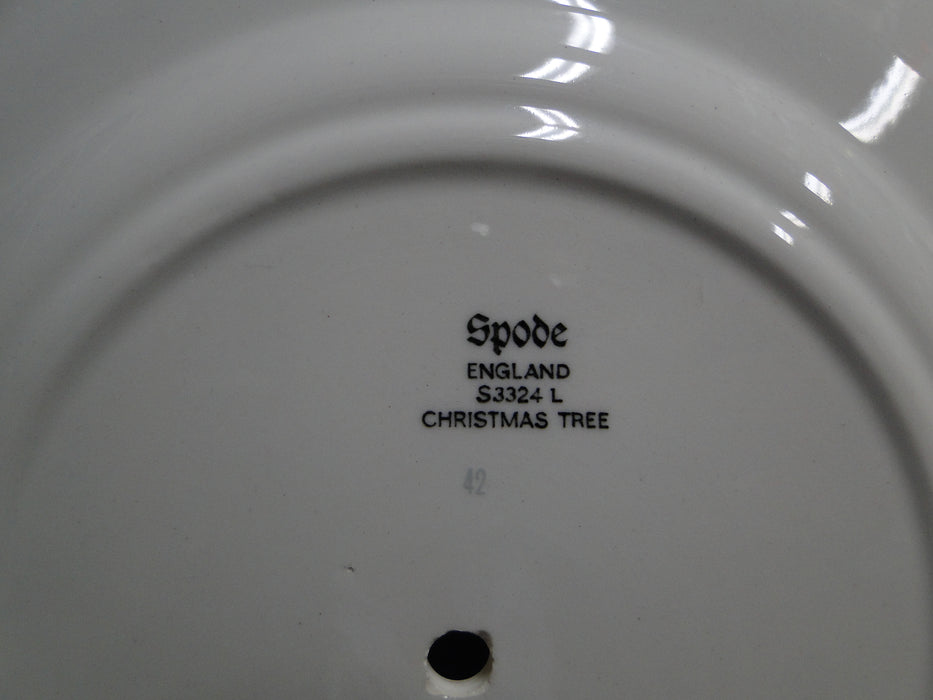 Spode
ENGLAND
S3324 L
CHRISTMAS TREE
42